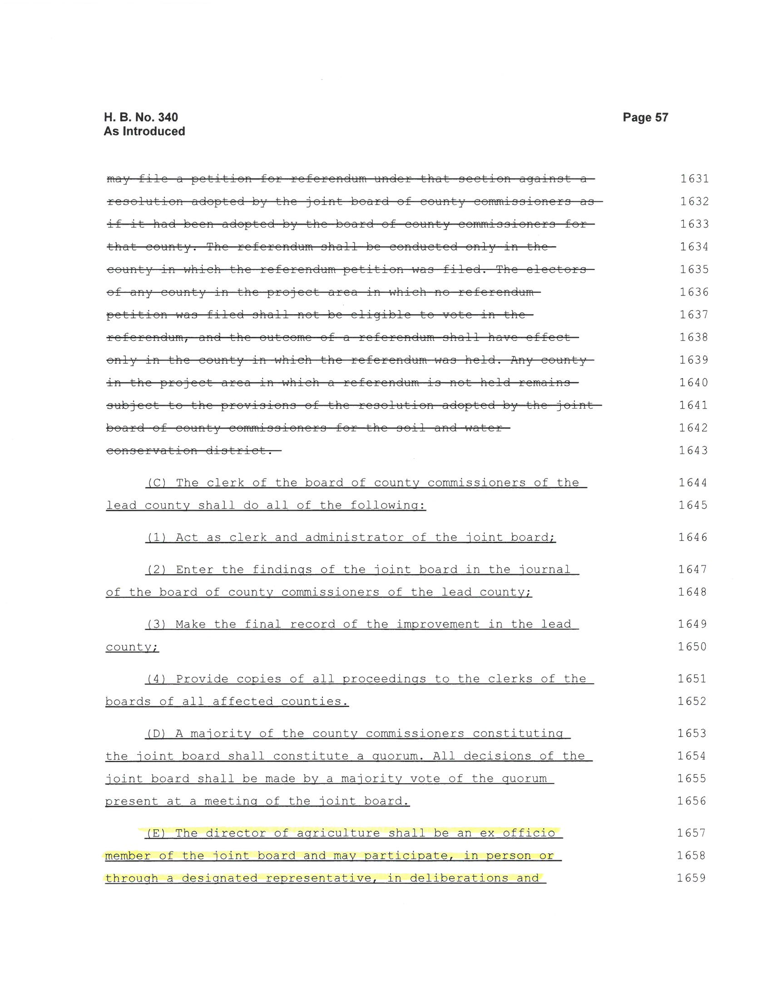 H. B. No. 340 Page 57
As Introduced
may file a petition for referendum under that section against a 1631
resolution adopted by the joint board of county commissioners as 1632
if it had been adopted by the board of county commissioners for 1633
that county. The referendum shall be conducted only in the 1634
county in which the referendum petition was filed. The electors 1635
of any county in the project area in which no referendum 1636
petition was filed shall not be eligible to vote in the 1637
referendum, and the outcome of a referendum shall have effect 1638
only in the county in which the referendum was held. Any county 1639
in the project area in which a referendum is not held remains 1640
subject to the provisions of the resolution adopted by the joint 1641
board of county commissioners for the soil and water 1642
conservation district. 1643
(C) The clerk of the board of county commissioners of the 1644
lead county shall do all of the following: 1645
(1) Act as clerk and administrator of the joint board; 1646
(2) Enter the findings of the joint board in the journal 1647
of the board of county commissioners of the lead county; 1648
(3) Make the final record of the improvement in the lead 1649
county; 1650
(4) Provide copies of all proceedings to the clerks of the 1651
boards of all affected counties. 1652
(D) A majority of the county commissioners constituting 1653
the joint board shall constitute a quorum. All decisions of the 1654
joint board shall be made by a majority vote of the quorum 1655
present at a meeting of the joint board. 1656
(E) The director of agriculture shall be an ex officio 1657
member of the joint board and may participate, in person or 1658
through a designated representative, in deliberations and 1659